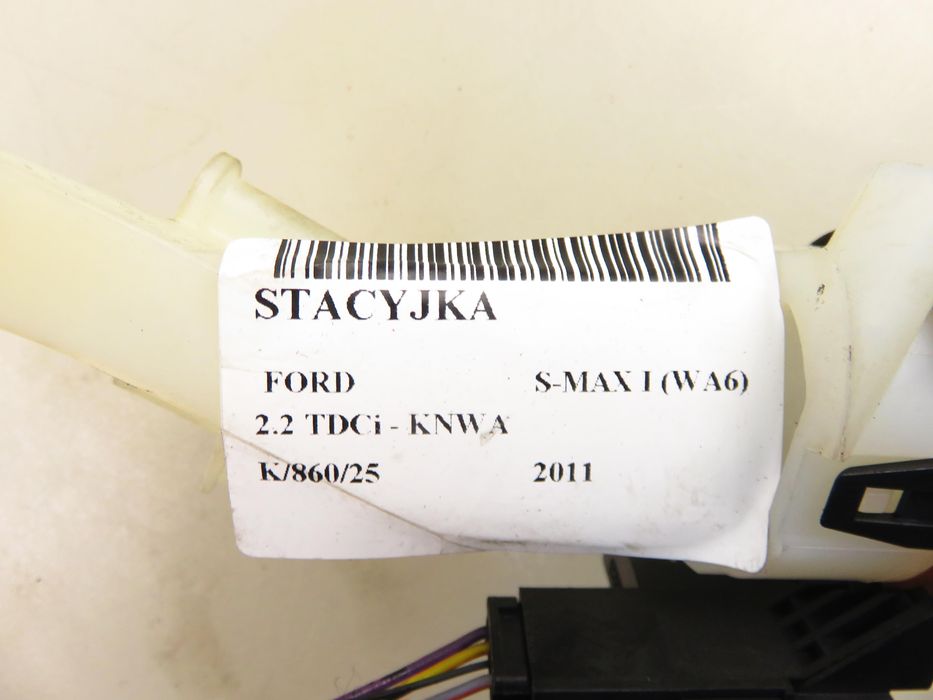 STACYJKA
FORD S-MAX I (WA6)
2.2 TDCi - KNWA
K/860/25 2011